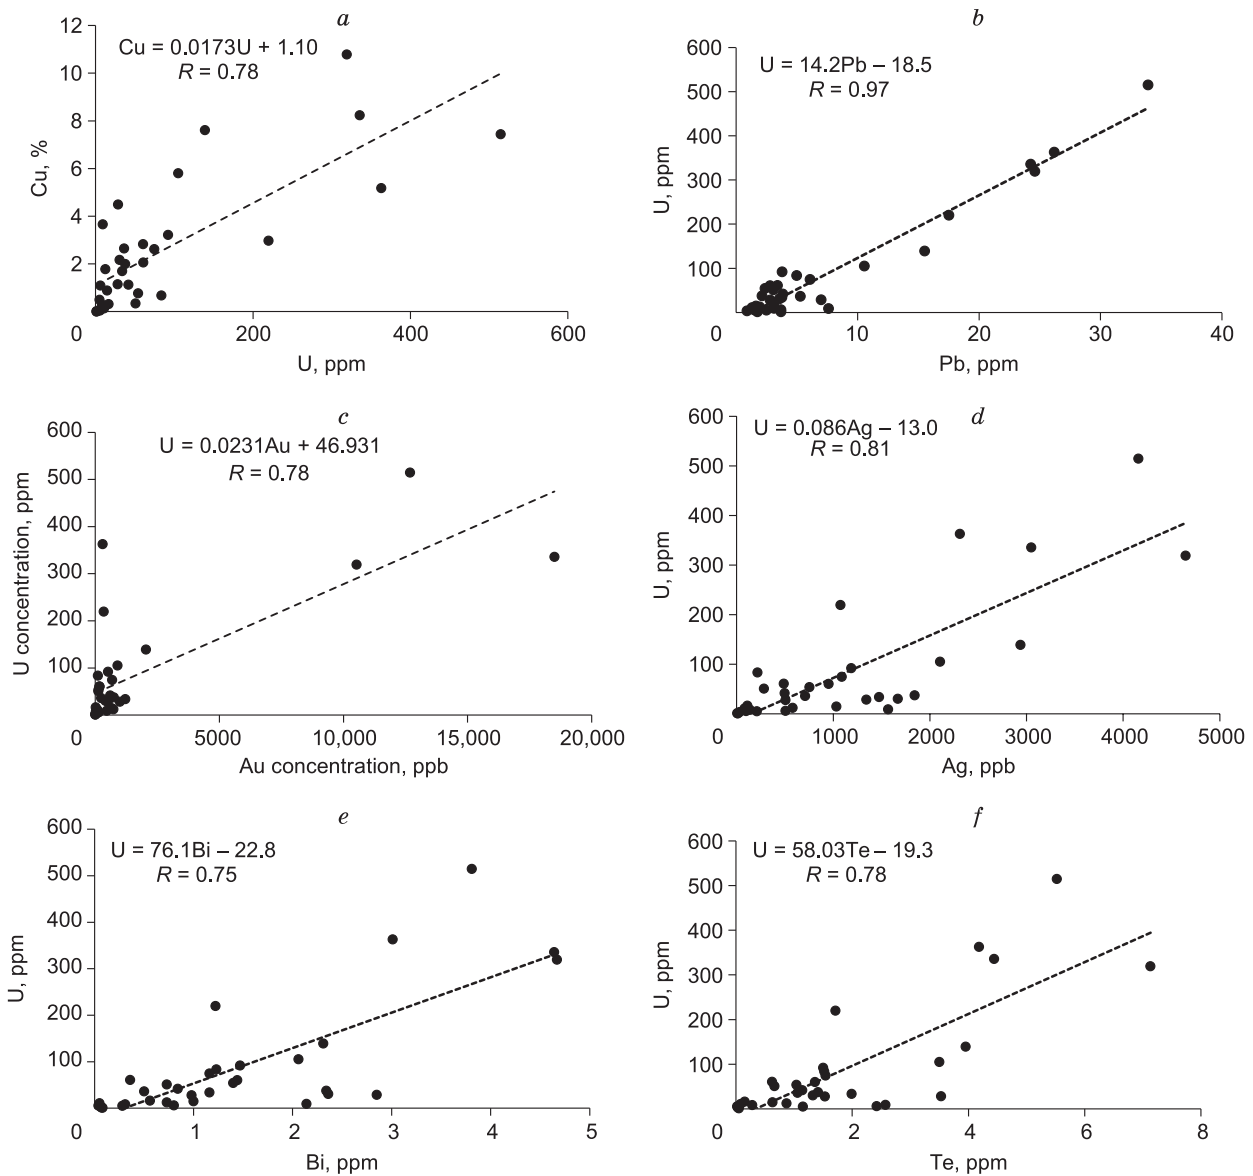 a
Cu = 0.0173U + 1.10
R = 0.78
12
10
8
6
4
2
0
200
400
600
Cu, %
U, ppm
b
U = 14.2Pb – 18.5
R = 0.97
600
500
400
300
200
100
0
10
20
30
40
U, ppm
Pb, ppm
c
U = 0.0231Au + 46.931
R = 0.78
600
500
400
300
200
100
0
5000
10,000
15,000
20,000
U concentration, ppm
Au concentration, ppb
d
U = 0.086Ag – 13.0
R = 0.81
600
500
400
300
200
100
0
1000
2000
3000
4000
5000
U, ppm
Ag, ppb
e
U = 76.1Bi – 22.8
R = 0.75
600
500
400
300
200
100
0
1
2
3
4
5
U, ppm
Bi, ppm
f
U = 58.03Te – 19.3
R = 0.78
600
500
400
300
200
100
0
2
4
6
8
U, ppm
Te, ppm